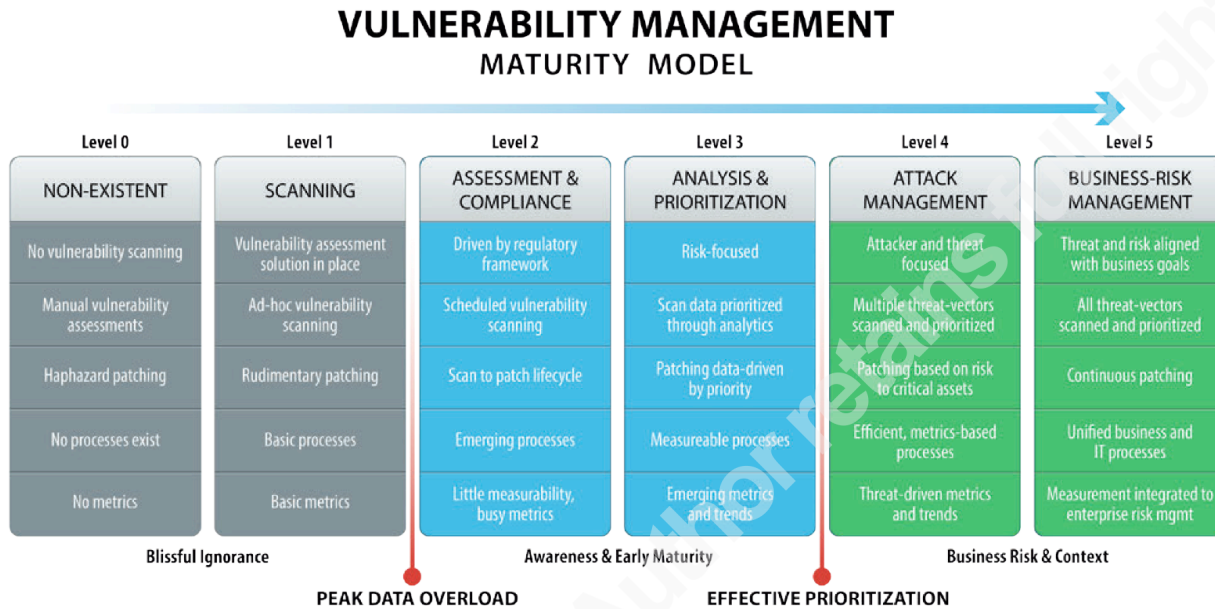 VULNERABILITY MANAGEMENT
MATURITY MODEL
Level 0
Level 1
Level 2
Level 3
Level 4
Level 5
NON-EXISTENT
SCANNING
ASSESSMENT &
COMPLIANCE
ANALYSIS &
PRIORITIZATION
ATTACK
MANAGEMENT
BUSINESS-RISK
MANAGEMENT
No vulnerability scanning
Vulnerability assessment
solution in place
Driven by regulatory
framework
Risk-focused
Attacker and threat
focused
Threat and risk aligned
with business goals
Manual vulnerability
assessments
Ad-hoc vulnerability
scanning
Scheduled vulnerability
scanning
Scan data prioritized
through analytics
Multiple threat-vectors
scanned and prioritized
All threat-vectors
scanned and prioritized
Haphazard patching
Rudimentary patching
Scan to patch lifecycle
Patching data-driven
by priority
Patching based on risk
to critical assets
Continuous patching
No processes exist
Basic processes
Emerging processes
Measureable processes
Efficient, metrics-based
processes
Unified business and
IT processes
No metrics
Basic metrics
Little measurability,
busy metrics
Emerging metrics
and trends
Threat-driven metrics
and trends
Measurement integrated to
enterprise risk mgmt
Blissful Ignorance
Awareness & Early Maturity
Business Risk & Context
PEAK DATA OVERLOAD
EFFECTIVE PRIORITIZATION
Author retains full